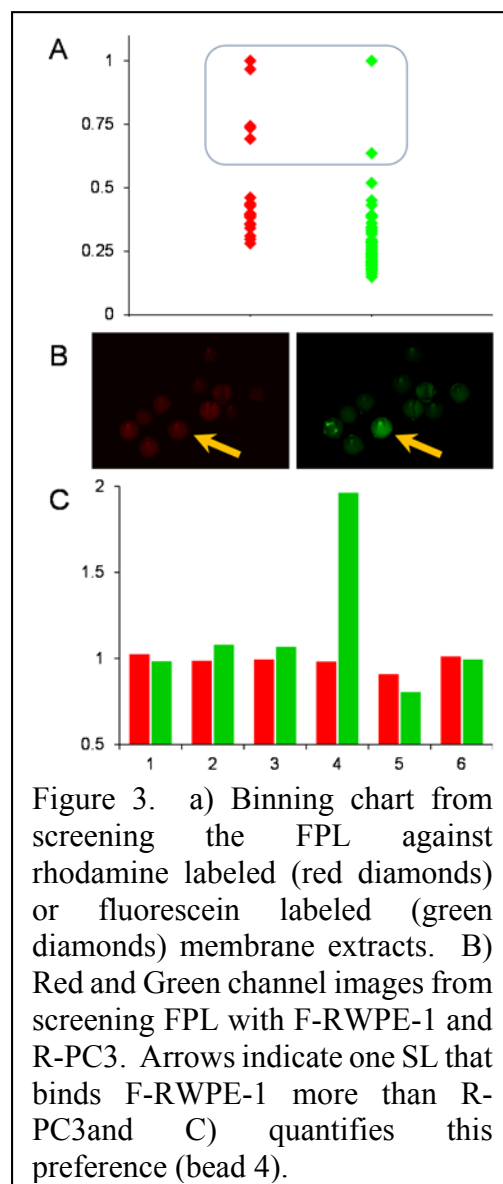 A
1
0.75
0.5
0.25
0
B
C
2
1.5
1
0.5
1 2 3 4 5 6
Figure 3. a) Binning chart from
screening the FPL against
rhodamine labeled (red diamonds)
or fluorescein labeled (green
diamonds) membrane extracts. B)
Red and Green channel images from
screening FPL with F-RWPE-1 and
R-PC3. Arrows indicate one SL that
binds F-RWPE-1 more than R-
PC3and C) quantifies this
preference (bead 4).